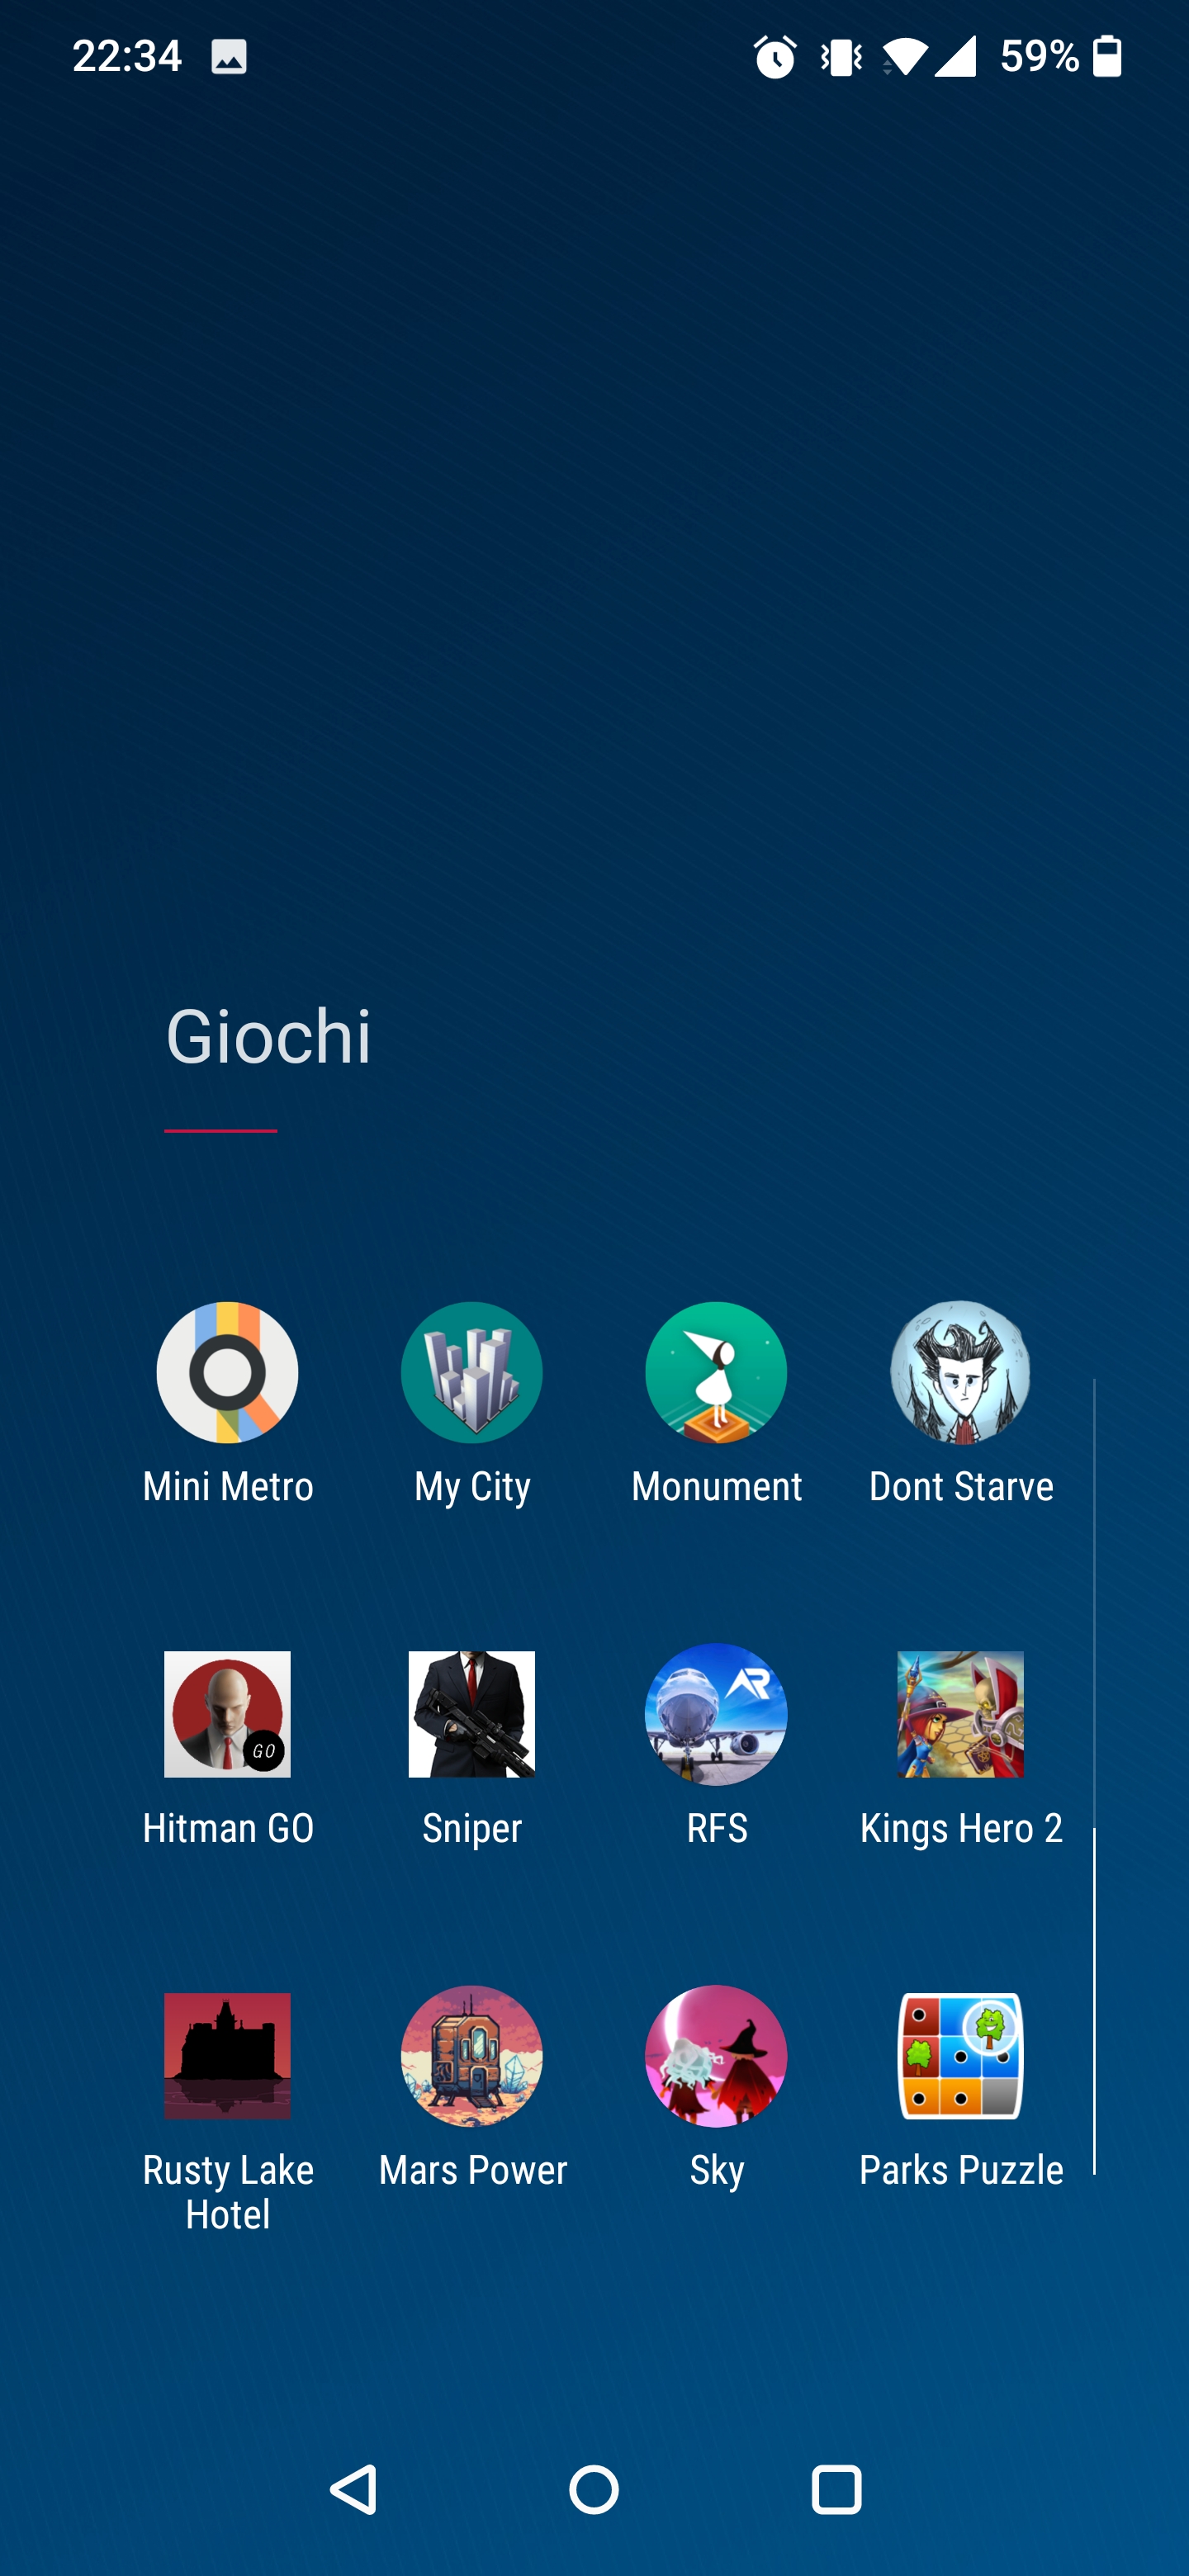 22:34 59%
Giochi
Mini Metro My City Monument Dont Starve
GO AR
Hitman GO Sniper RFS Kings Hero 2
Rusty Lake Mars Power Sky Parks Puzzle
Hotel